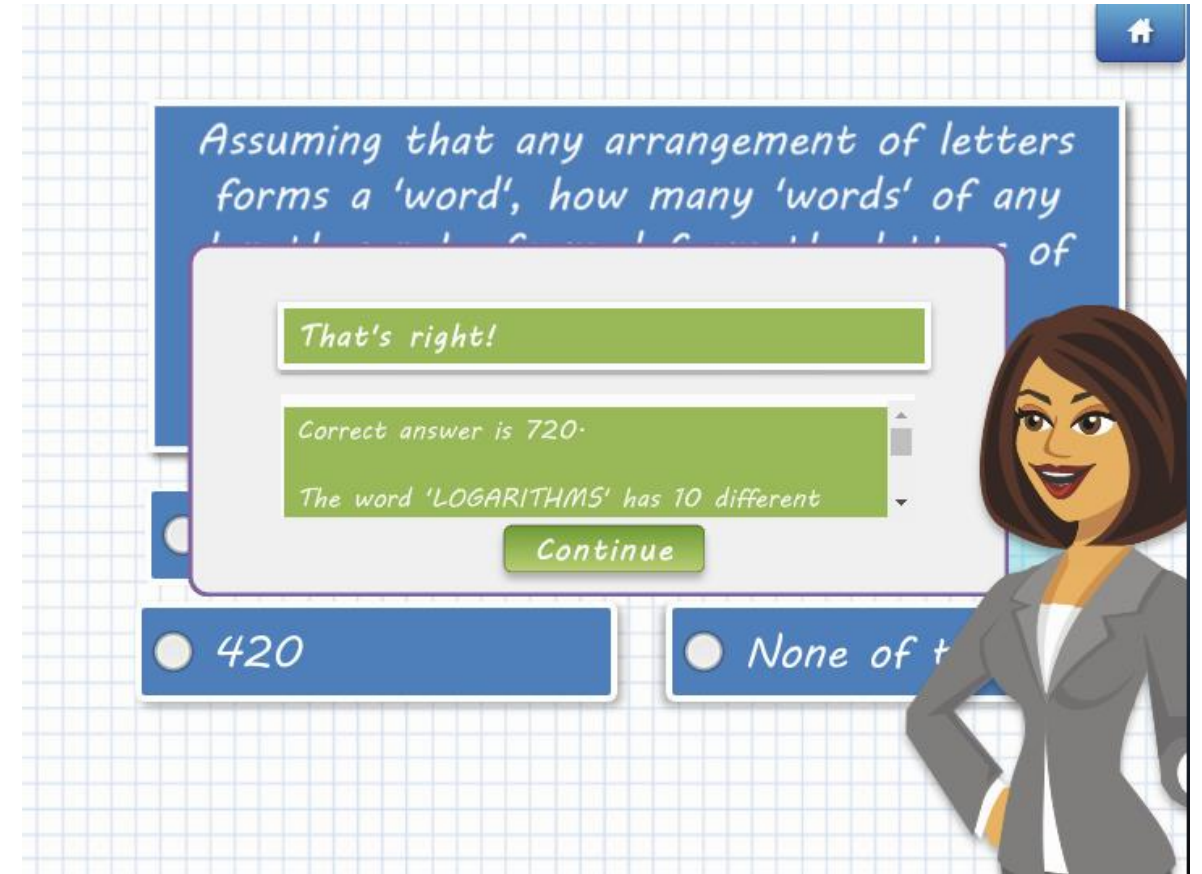 Assuming that any arrangement of letters
forms a 'word', how many 'words' of any
of
That's right!
Correct answer is 720.
The word 'LOGARITHMS' has 10 different
Continue
420
None of